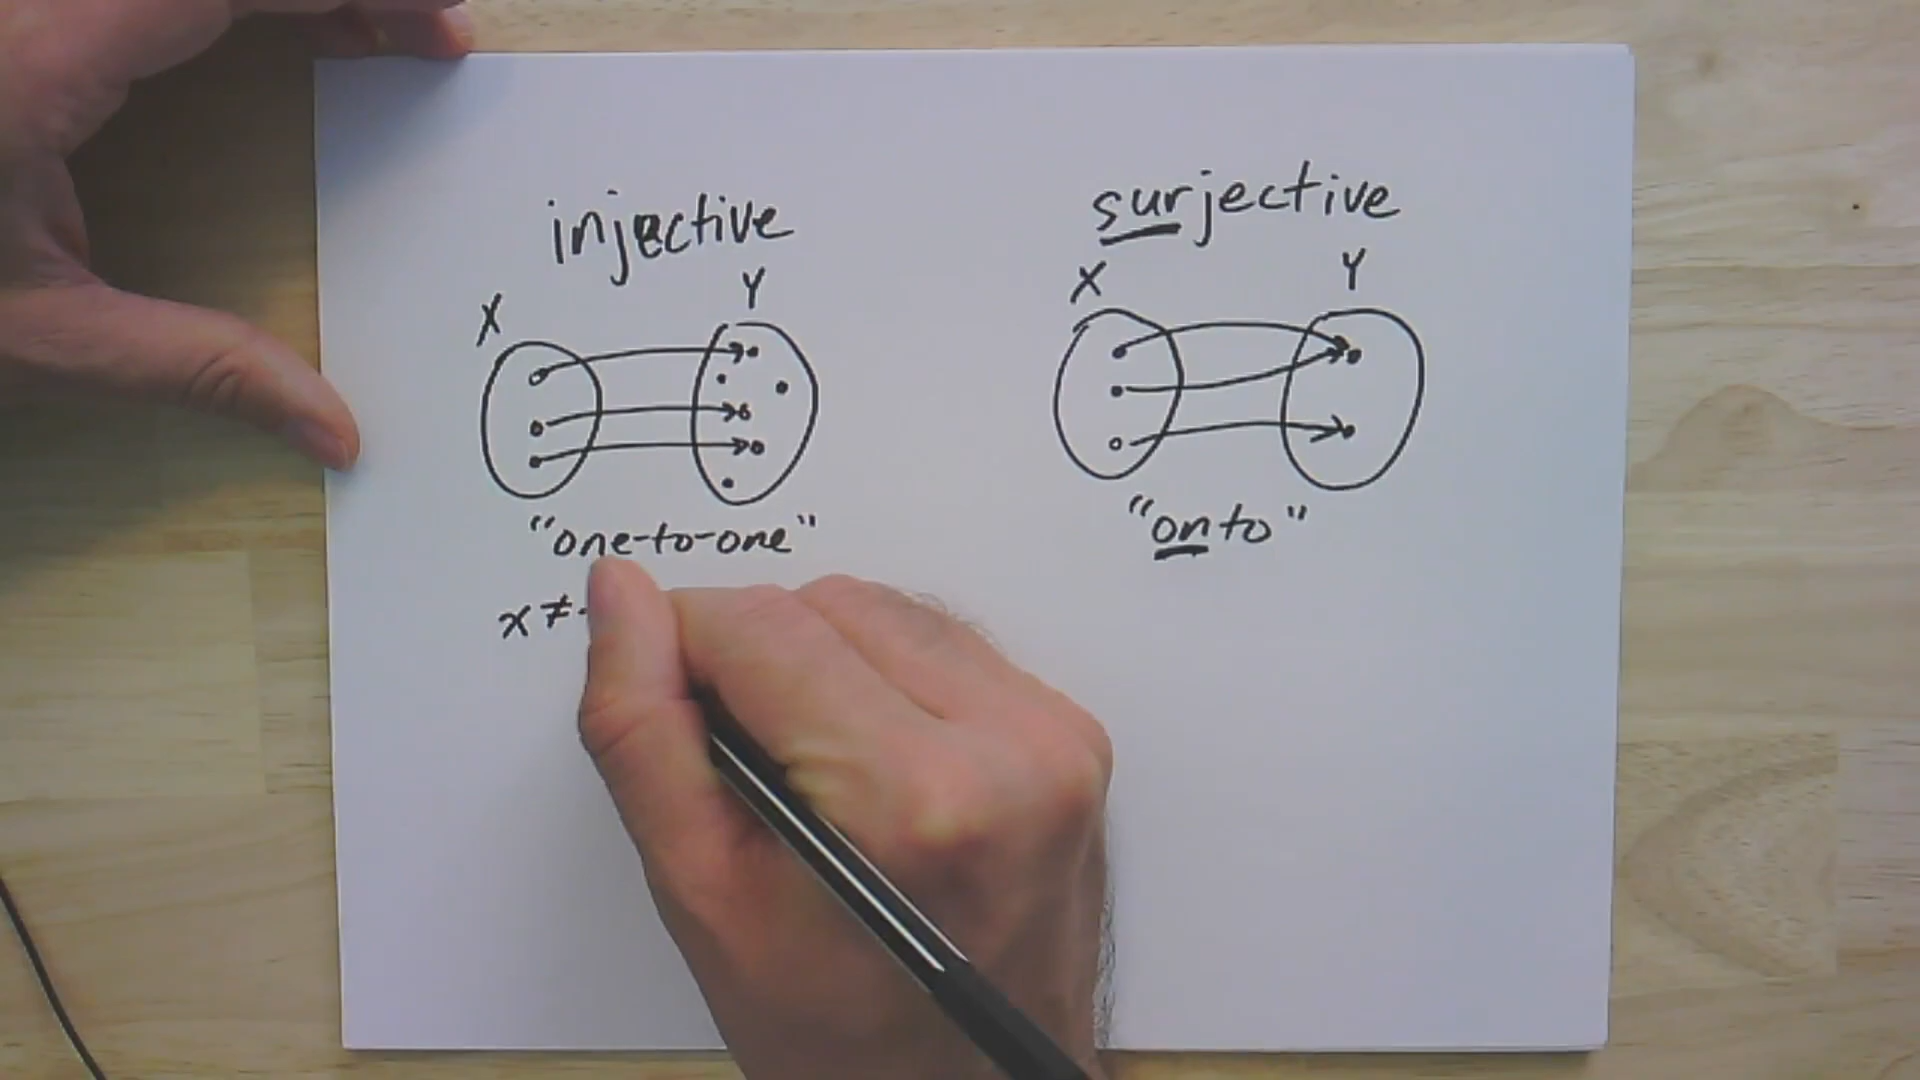 injective
X Y
"one-to-one"
x ≠
surjective
X Y
"onto"